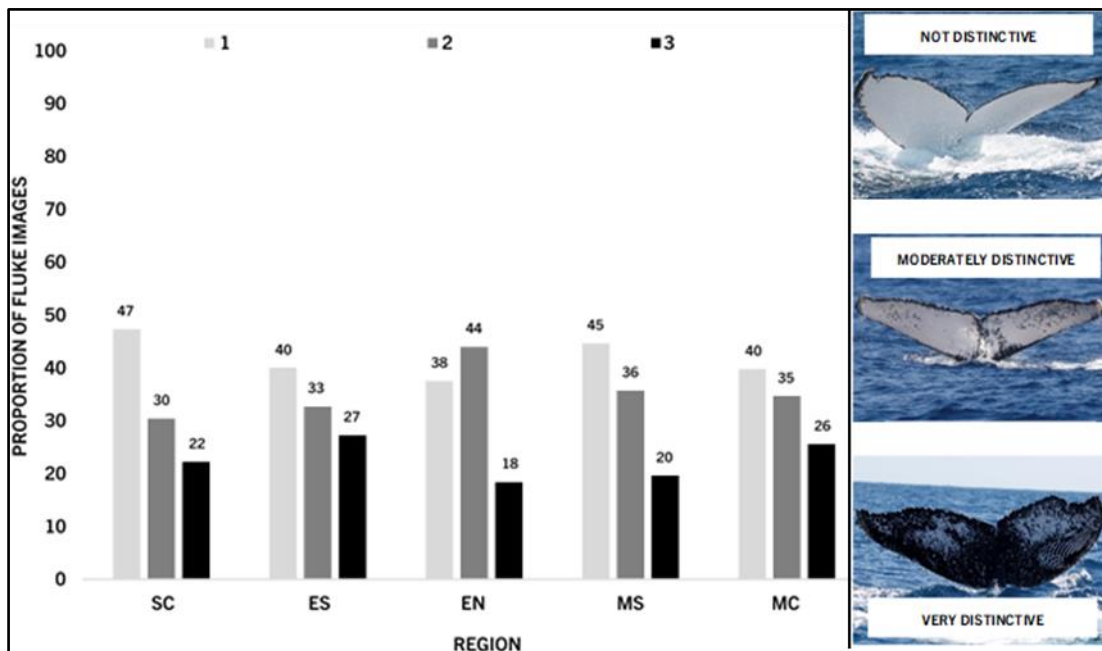 1 2 3
100
90
80
70
60
50
40
30
20
10
0
PROPORTION OF FLUKE IMAGES
47 30 22
40 33 27
38 44 18
45 36 20
40 35 26
SC ES EN MS MC
REGION
NOT DISTINCTIVE
MODERATELY DISTINCTIVE
VERY DISTINCTIVE